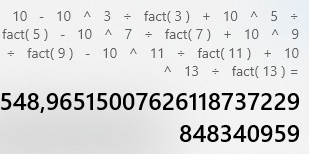 10 - 10 ^ 3 ÷ fact( 3 ) + 10 ^ 5 ÷
fact( 5 ) - 10 ^ 7 ÷ fact( 7 ) + 10 ^ 9
÷ fact( 9 ) - 10 ^ 11 ÷ fact( 11 ) + 10
^ 13 ÷ fact( 13 ) =
548,96515007626118737229
848340959